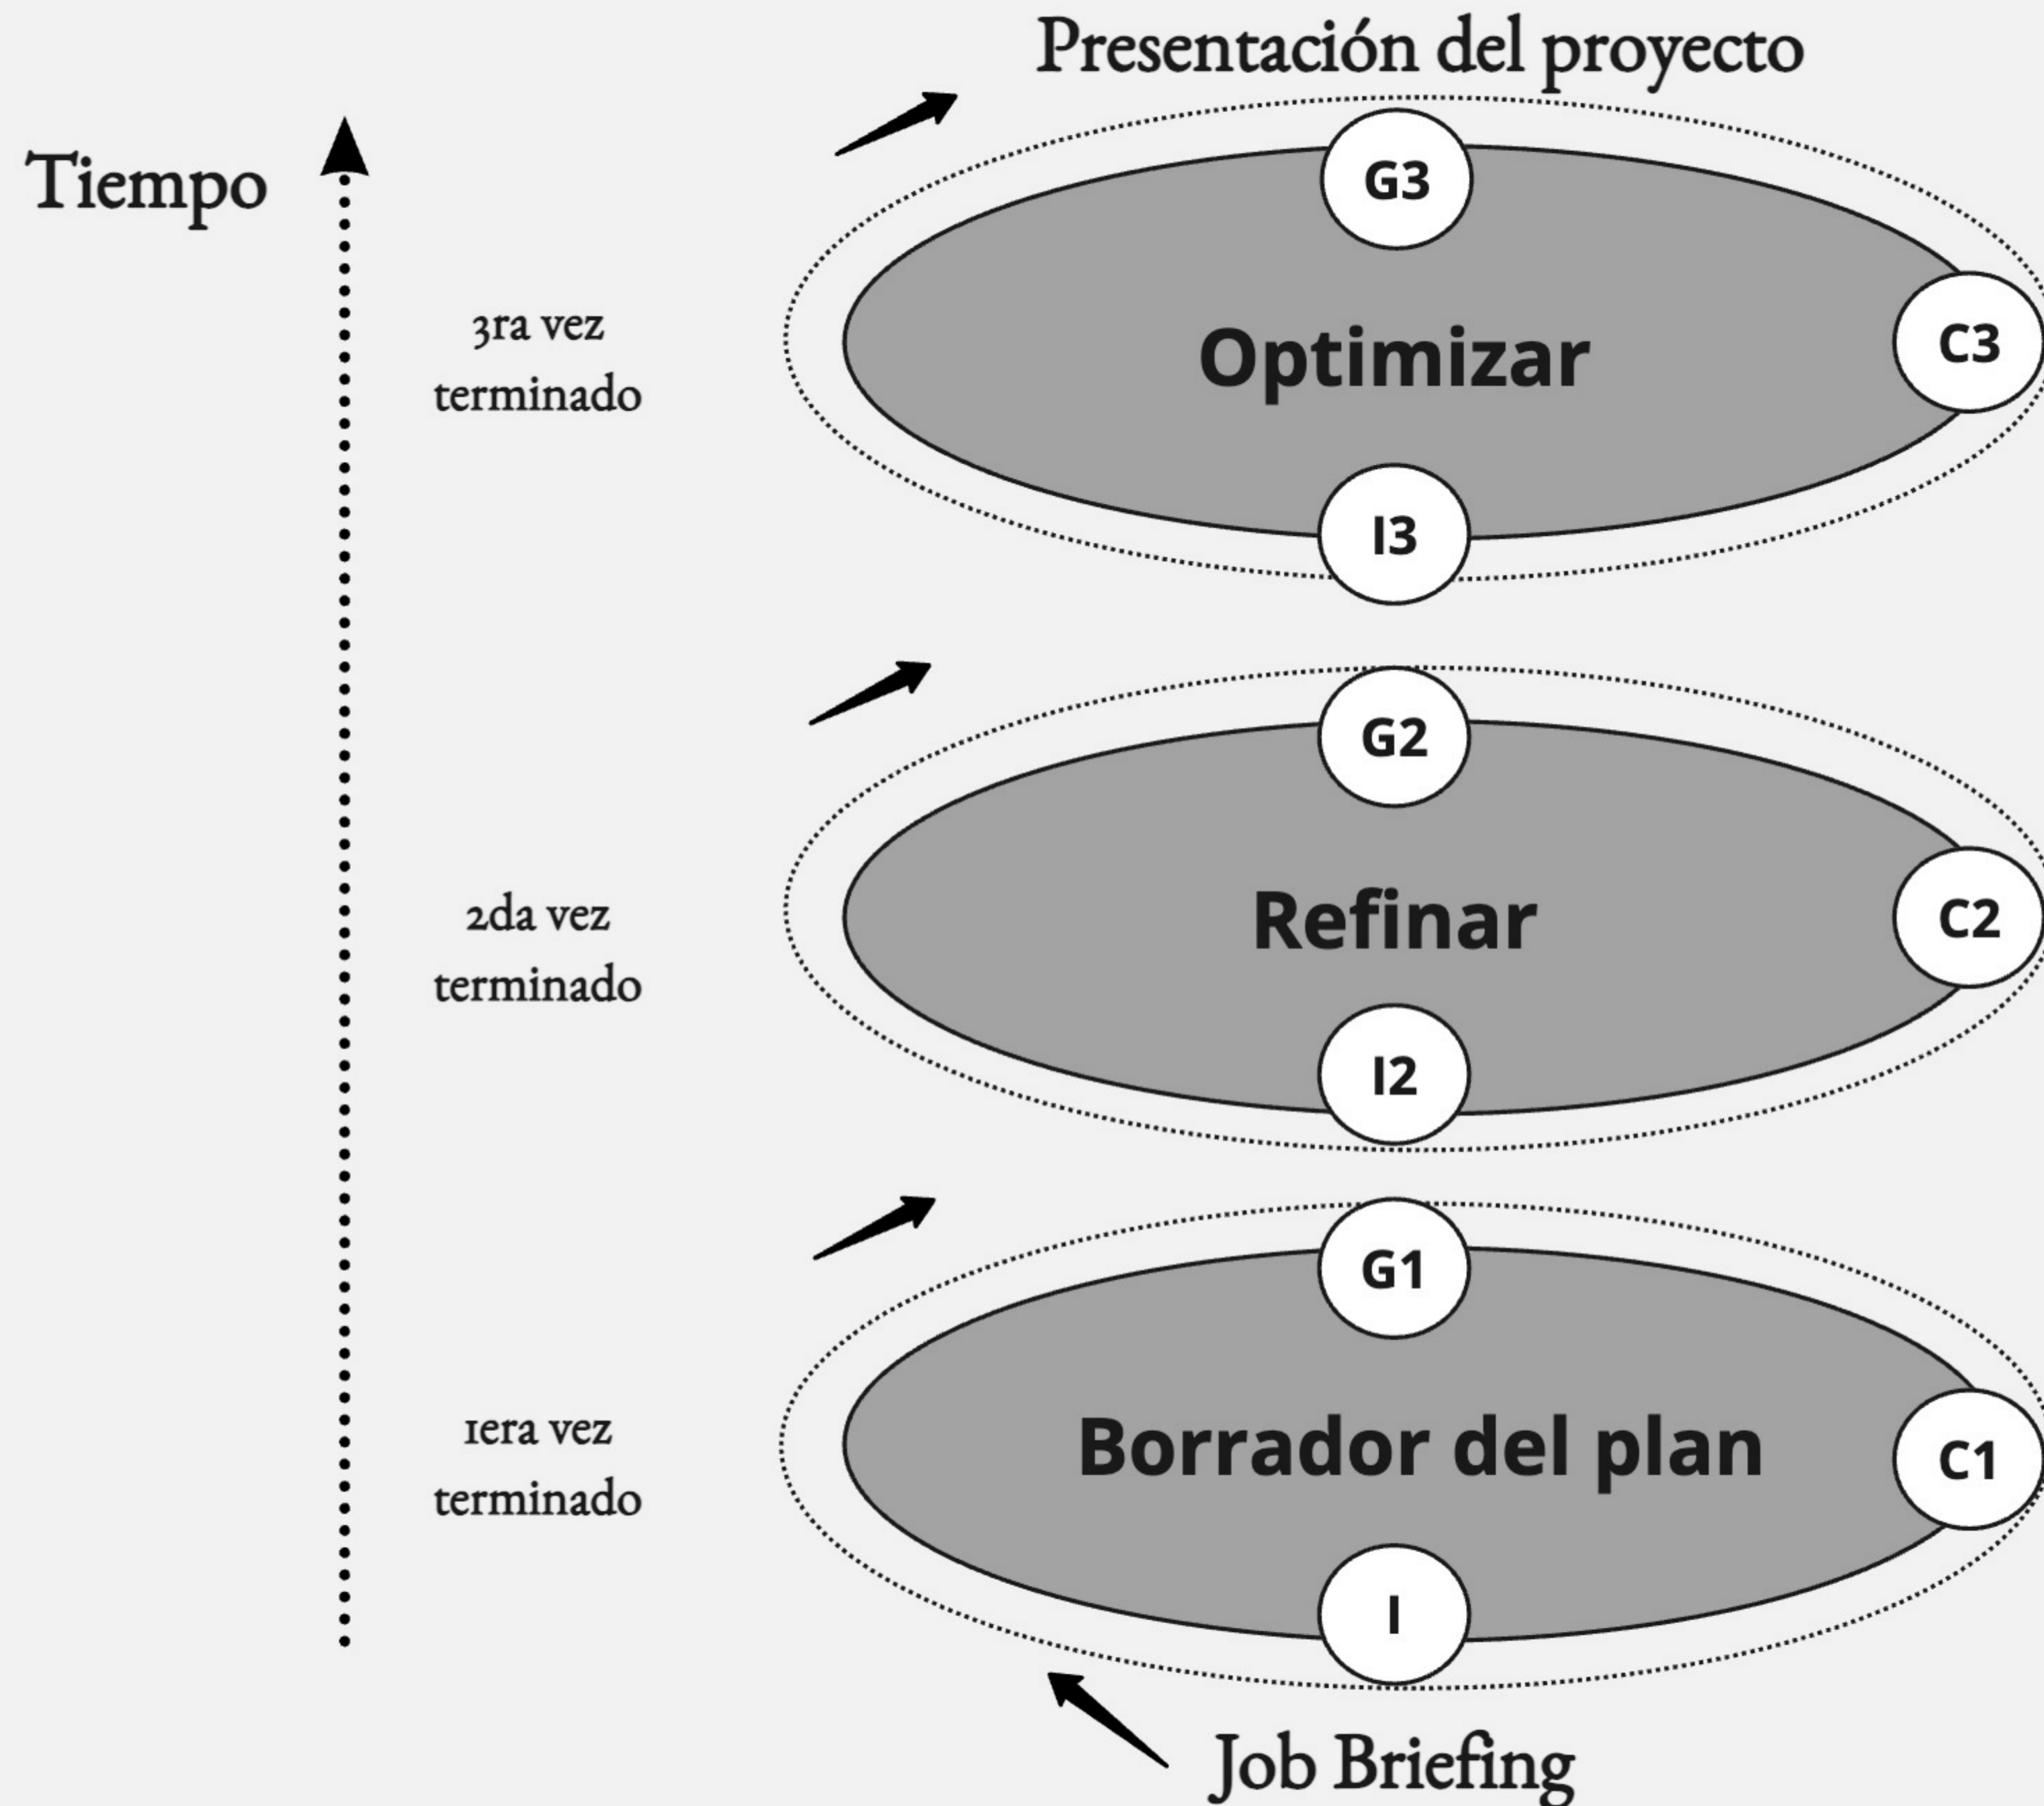 Presentación del proyecto
Tiempo
G3
3ra vez
terminado
Optimizar
C3
I3
G2
2da vez
terminado
Refinar
C2
I2
G1
1era vez
terminado
Borrador del plan
C1
I
Job Briefing